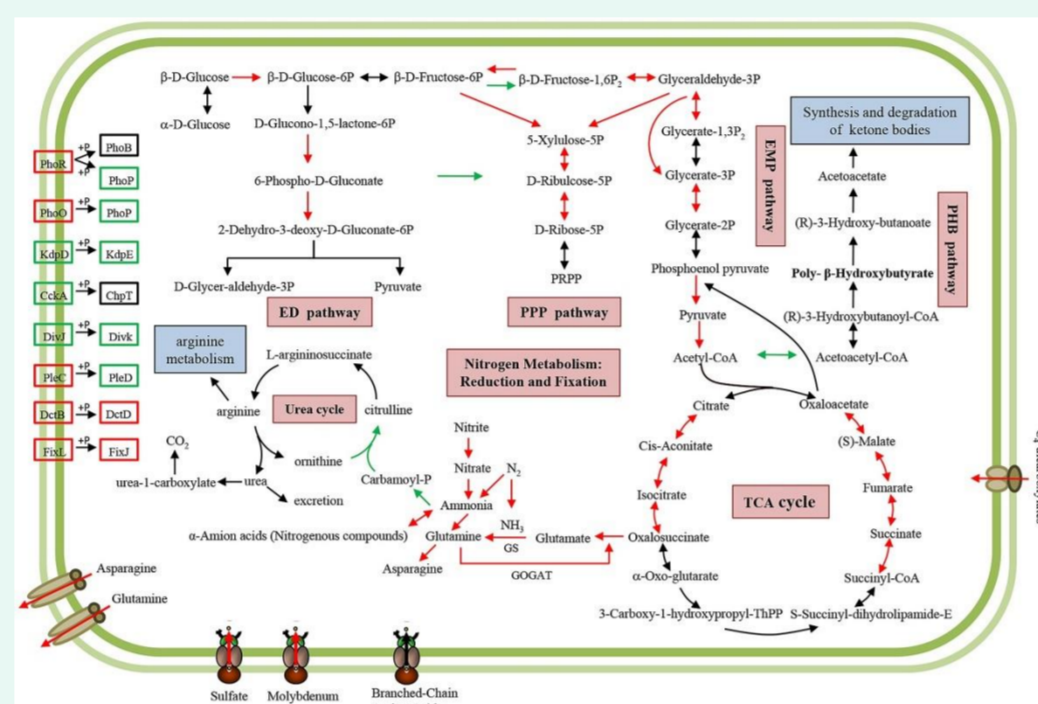 β-D-Glucose
β-D-Glucose-6P
β-D-Fructose-6P
β-D-Fructose-1,6P₂
Glyceraldehyde-3P
α-D-Glucose
D-Glucono-1,5-lactone-6P
6-Phospho-D-Gluconate
2-Dehydro-3-deoxy-D-Gluconate-6P
D-Glycer-aldehyde-3P
Pyruvate
ED pathway
5-Xylulose-5P
D-Ribulcose-5P
D-Ribose-5P
PRPP
PPP pathway
Glycerate-1,3P₂
Glycerate-3P
Glycerate-2P
Phosphoenol pyruvate
Pyruvate
Acetyl-CoA
EMP pathway
Synthesis and degradation
of ketone bodies
Acetoacetate
(R)-3-Hydroxy-butanoate
Poly- β-Hydroxybutyrate
(R)-3-Hydroxybutanoyl-CoA
Acetoacetyl-CoA
PHB pathway
PhoR
+P
PhoB
+P
PhoP
PhoO
+P
PhoP
KdpD
+P
KdpE
CckA
+P
ChpT
DivJ
+P
Divk
PleC
+P
PleD
DctB
+P
DctD
FixL
+P
FixJ
arginine
metabolism
L-argininosuccinate
Urea cycle
arginine
citrulline
ornithine
Carbamoyl-P
CO₂
urea-1-carboxylate
urea
excretion
Nitrogen Metabolism:
Reduction and Fixation
Nitrite
Nitrate
N₂
Ammonia
NH₃
α-Amion acids (Nitrogenous compounds)
Glutamine
GS
Glutamate
Asparagine
GOGAT
Citrate
Oxaloacetate
Cis-Aconitate
(S)-Malate
Isocitrate
Fumarate
TCA cycle
Oxalosuccinate
Succinate
α-Oxo-glutarate
Succinyl-CoA
3-Carboxy-1-hydroxypropyl-ThPP
S-Succinyl-dihydrolipamide-E
Asparagine
Glutamine
Sulfate
Molybdenum
Branched-Chain